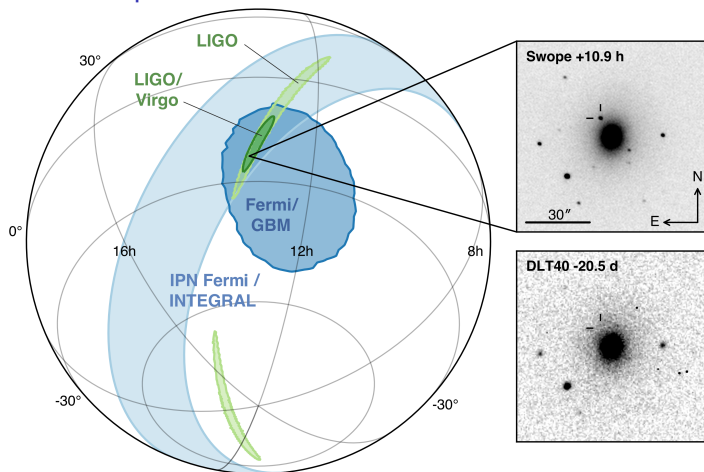 LIGO
30°
LIGO/
Virgo
Fermi/
GBM
0°
16h
12h
8h
IPN Fermi /
INTEGRAL
-30°
-30°
Swope +10.9 h
N
30″
E
DLT40 -20.5 d